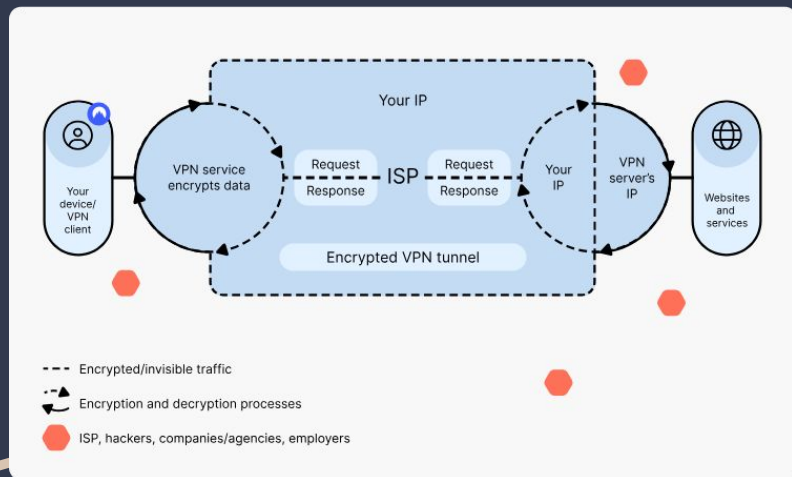 Your IP
Your
device/
VPN
client
VPN service
encrypts data
Request
Response
ISP
Request
Response
Your
IP
VPN
server's
IP
Websites
and
services
Encrypted VPN tunnel
Encrypted/invisible traffic
Encryption and decryption processes
ISP, hackers, companies/agencies, employers